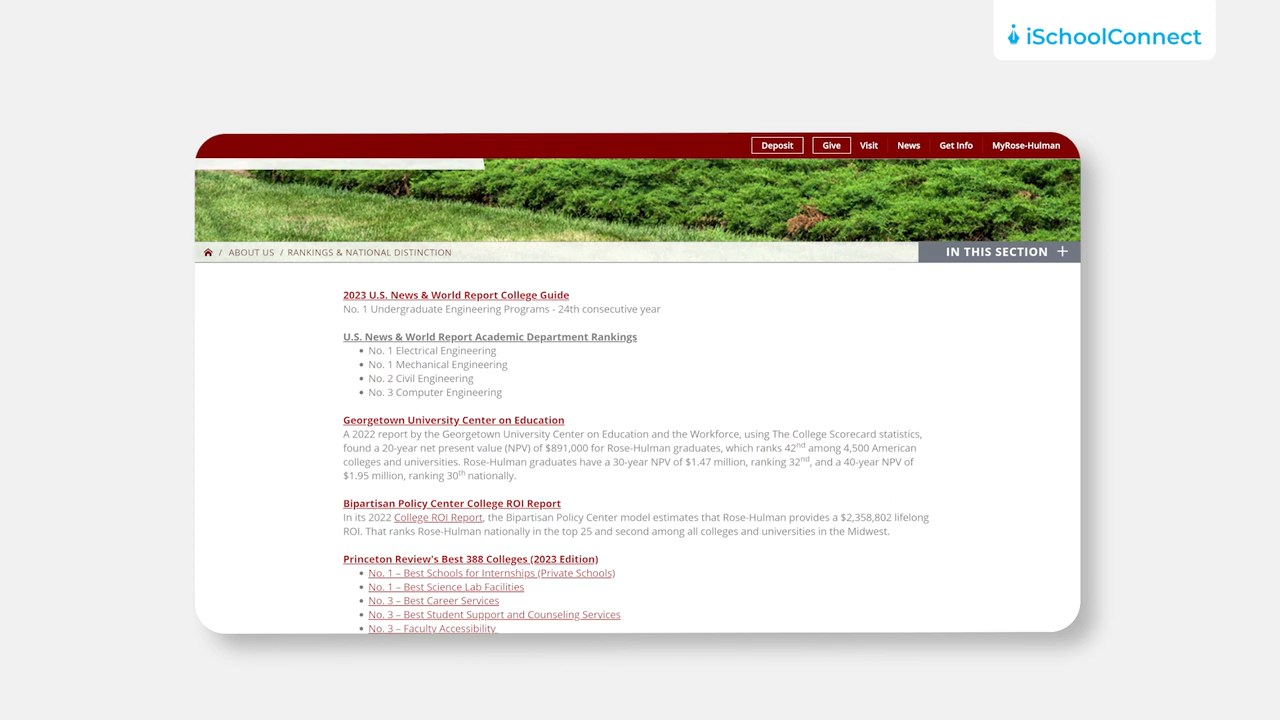 iSchoolConnect
Deposit Give Visit News Get Info MyRose-Hulman
/ ABOUT US / RANKINGS & NATIONAL DISTINCTION
IN THIS SECTION +
2023 U.S. News & World Report College Guide
No. 1 Undergraduate Engineering Programs - 24th consecutive year
U.S. News & World Report Academic Department Rankings
• No. 1 Electrical Engineering
• No. 1 Mechanical Engineering
• No. 2 Civil Engineering
• No. 3 Computer Engineering
Georgetown University Center on Education
A 2022 report by the Georgetown University Center on Education and the Workforce, using The College Scorecard statistics,
found a 20-year net present value (NPV) of $891,000 for Rose-Hulman graduates, which ranks 42nd among 4,500 American
colleges and universities. Rose-Hulman graduates have a 30-year NPV of $1.47 million, ranking 32nd, and a 40-year NPV of
$1.95 million, ranking 30th nationally.
Bipartisan Policy Center College ROI Report
In its 2022 College ROI Report, the Bipartisan Policy Center model estimates that Rose-Hulman provides a $2,358,802 lifelong
ROI. That ranks Rose-Hulman nationally in the top 25 and second among all colleges and universities in the Midwest.
Princeton Review's Best 388 Colleges (2023 Edition)
• No. 1 – Best Schools for Internships (Private Schools)
• No. 1 – Best Science Lab Facilities
• No. 3 – Best Career Services
• No. 3 – Best Student Support and Counseling Services
• No. 3 – Faculty Accessibility